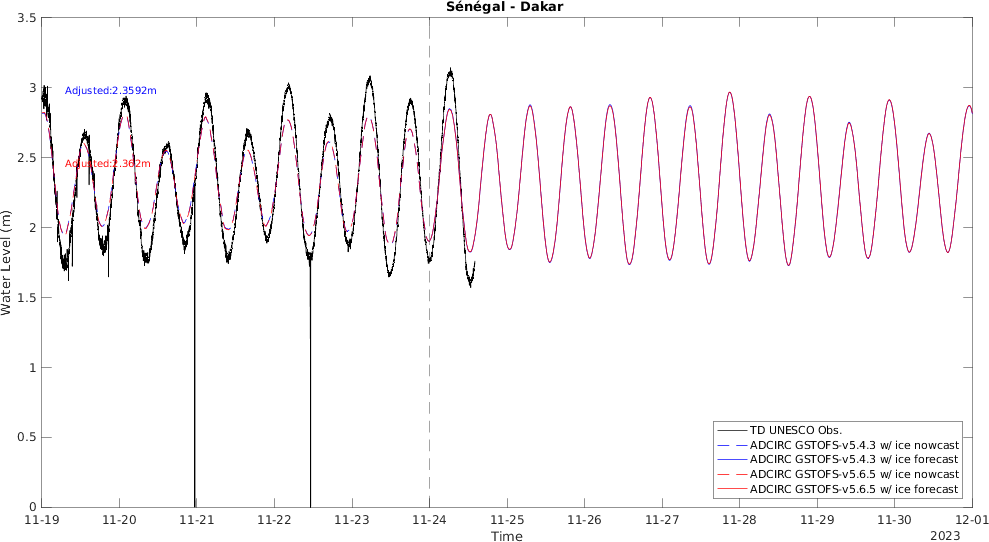 Sénégal - Dakar
3.5
3
2.5
2
1.5
1
0.5
0
Water Level (m)
Adjusted:2.3592m
Adjusted:2.362m
TD UNESCO Obs.
ADCIRC GSTOFS-v5.4.3 w/ ice nowcast
ADCIRC GSTOFS-v5.4.3 w/ ice forecast
ADCIRC GSTOFS-v5.6.5 w/ ice nowcast
ADCIRC GSTOFS-v5.6.5 w/ ice forecast
11-19 11-20 11-21 11-22 11-23 11-24 11-25 11-26 11-27 11-28 11-29 11-30 12-01
Time
2023